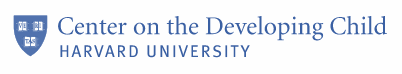 Center on the Developing Child
HARVARD UNIVERSITY